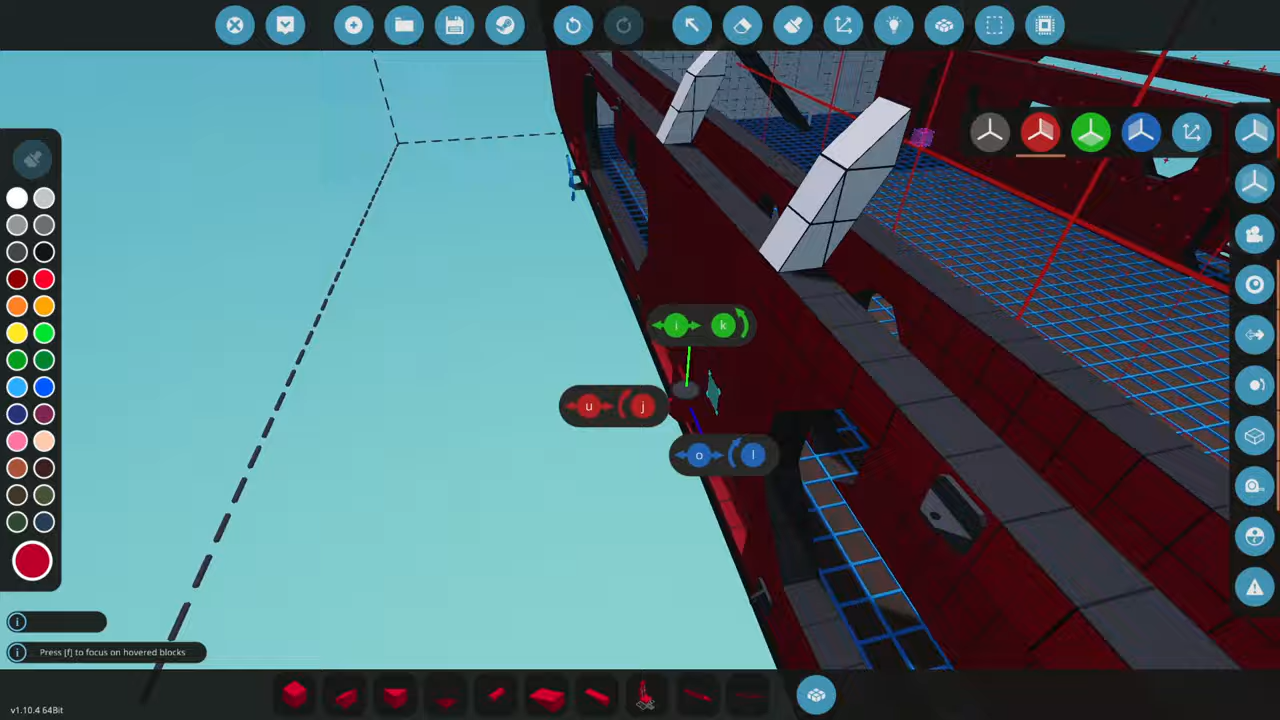 i k
u j
o l
Press [f] to focus on hovered blocks
v1.10.4 64Bit